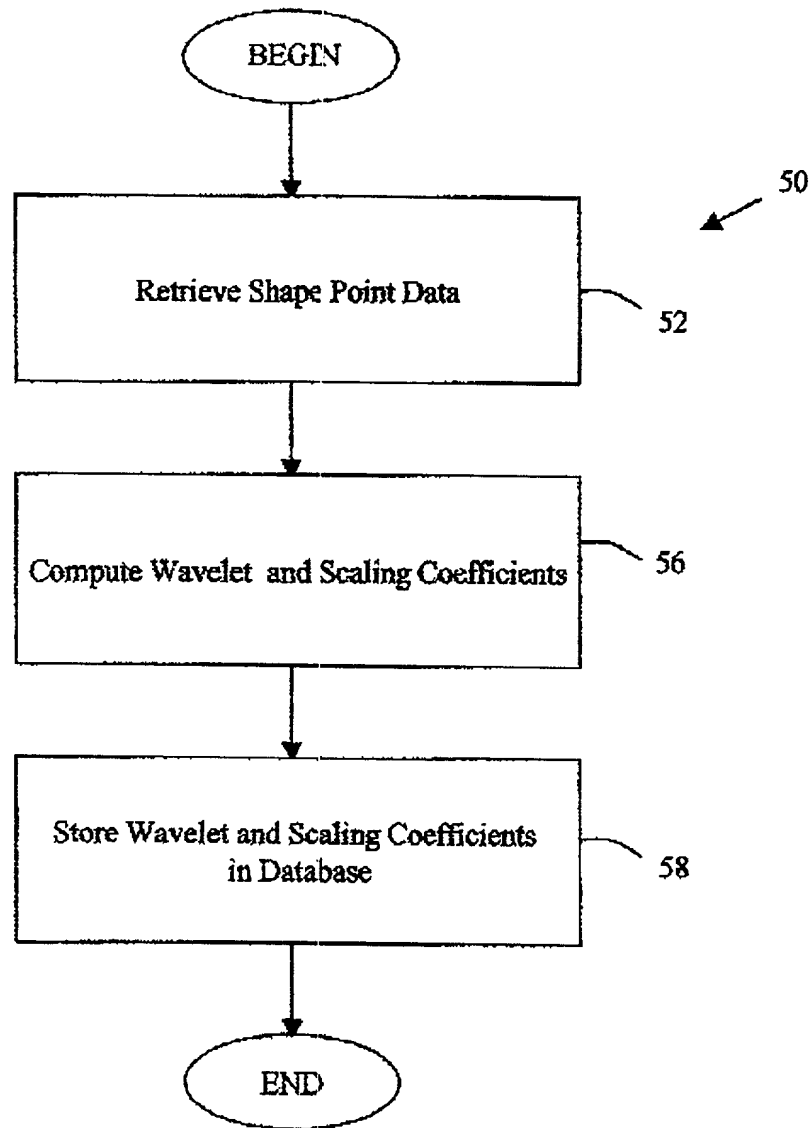 BEGIN
50
Retrieve Shape Point Data
52
Compute Wavelet and Scaling Coefficients
56
Store Wavelet and Scaling Coefficients
in Database
58
END